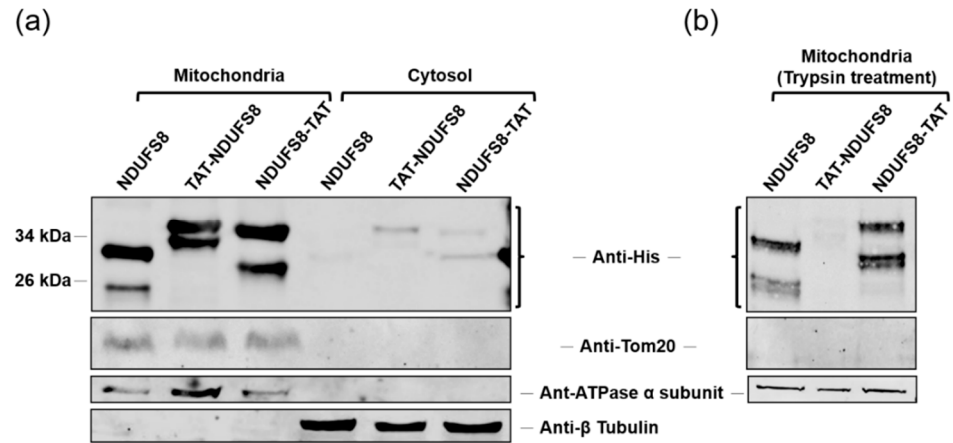 (a)
(b)
Mitochondria
Cytosol
Mitochondria
(Trypsin treatment)
NDUFS8
TAT-NDUFS8
NDUFS8-TAT
NDUFS8
TAT-NDUFS8
NDUFS8-TAT
NDUFS8
TAT-NDUFS8
NDUFS8-TAT
34 kDa
26 kDa
Anti-His
Anti-Tom20
Ant-ATPase α subunit
Anti-β Tubulin